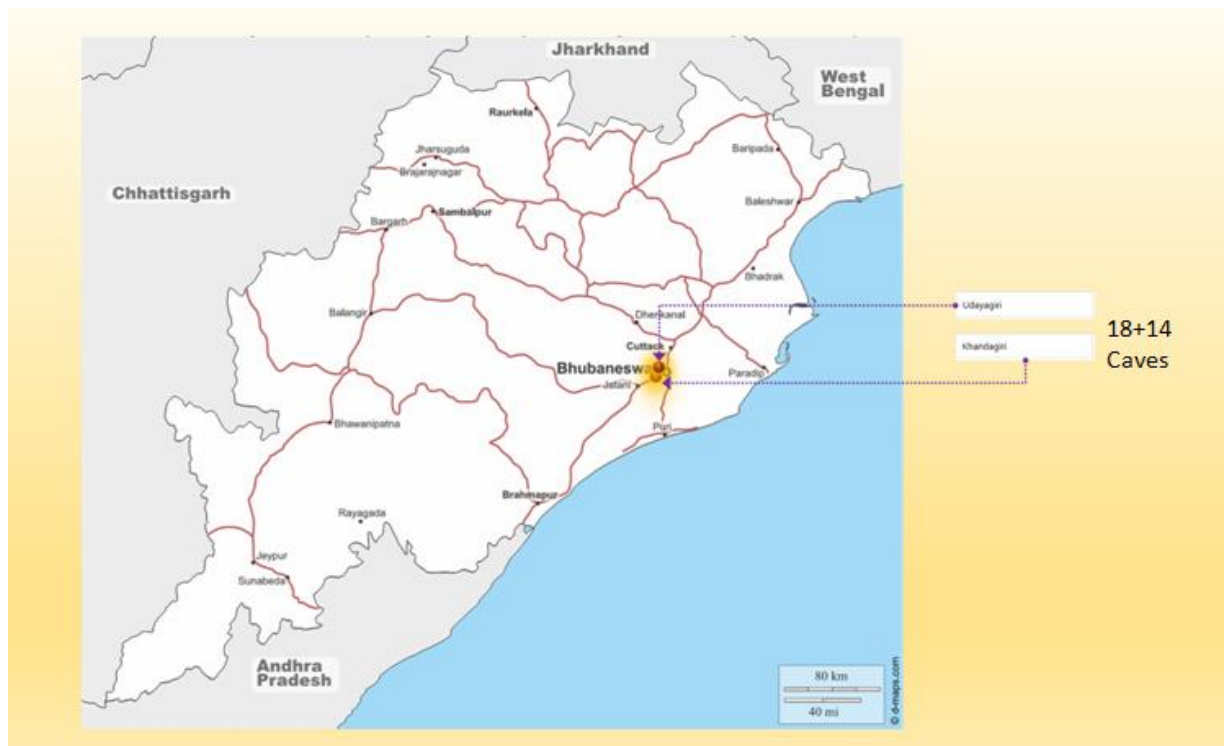 Jharkhand
West
Bengal
Raurkela
Jharsuguda
Baripada
Brajarajnagar
Chhattisgarh
Baleshwar
Sambalpur
Bargarh
Bhadrak
Udayagiri
Balangir
Dhenkanal
18+14
Caves
Cuttack
Khandagiri
Bhubanesw
Paradip
Jatani
Bhawanipatna
Puri
Brahmapur
Rayagada
Jeypur
Sunabeda
Andhra
Pradesh
80 km
40 mi
© d-maps.com